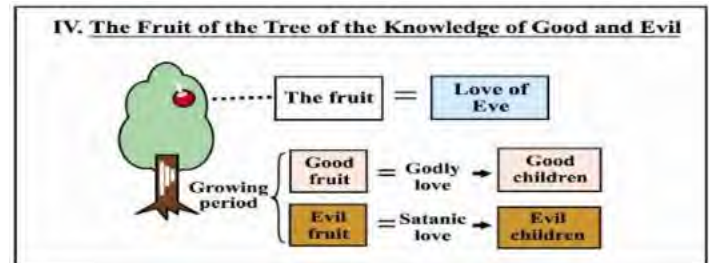 IV. The Fruit of the Tree of the Knowledge of Good and Evil
The fruit = Love of Eve
Growing period
Good fruit = Godly love → Good children
Evil fruit = Satanic love → Evil children